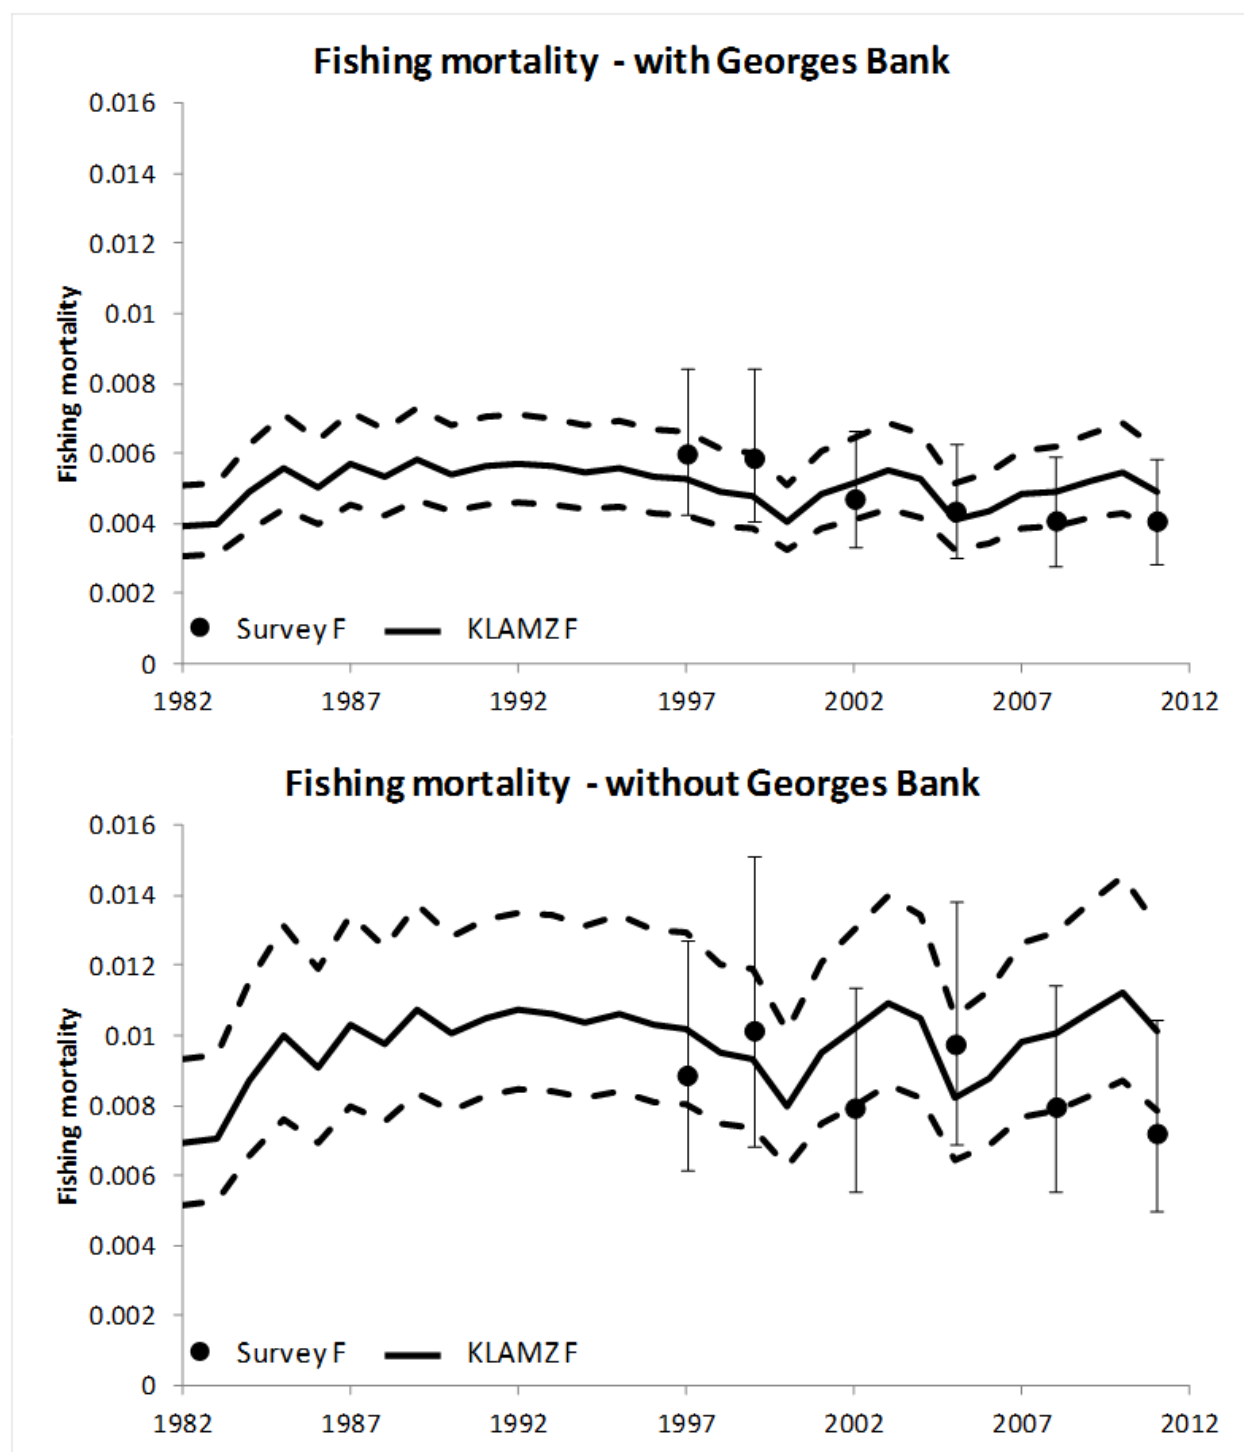 Fishing mortality - with Georges Bank
0.016
0.014
0.012
0.01
0.008
0.006
0.004
0.002
0
Fishing mortality
Survey F KLAMZ F
1982 1987 1992 1997 2002 2007 2012
Fishing mortality - without Georges Bank
0.016
0.014
0.012
0.01
0.008
0.006
0.004
0.002
0
Fishing mortality
Survey F KLAMZ F
1982 1987 1992 1997 2002 2007 2012